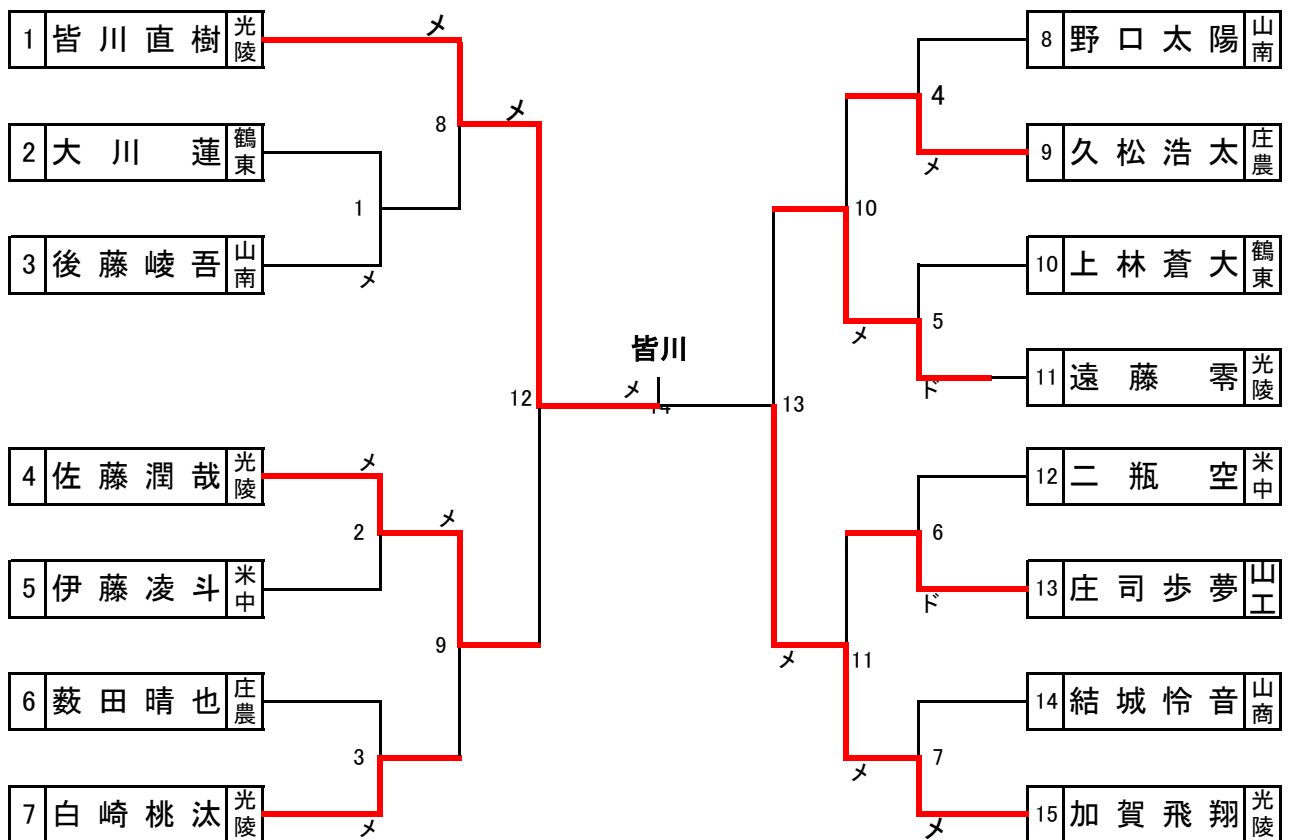 1 皆川直樹 光陵
メ
8
メ
2 大川 蓮 鶴東
1
3 後藤崚吾 山南
メ
12
4 佐藤潤哉 光陵
メ
2
メ
5 伊藤凌斗 米中
9
6 薮田晴也 庄農
3
7 白崎桃汰 光陵
メ
皆川
メ
14
8 野口太陽 山南
4
9 久松浩太 庄農
メ
10
10 上林蒼大 鶴東
5
メ
11 遠藤 零 光陵
ド
13
12 二瓶 空 米中
6
13 庄司歩夢 山工
ド
メ
11
14 結城怜音 山商
7
メ
15 加賀飛翔 光陵
メ